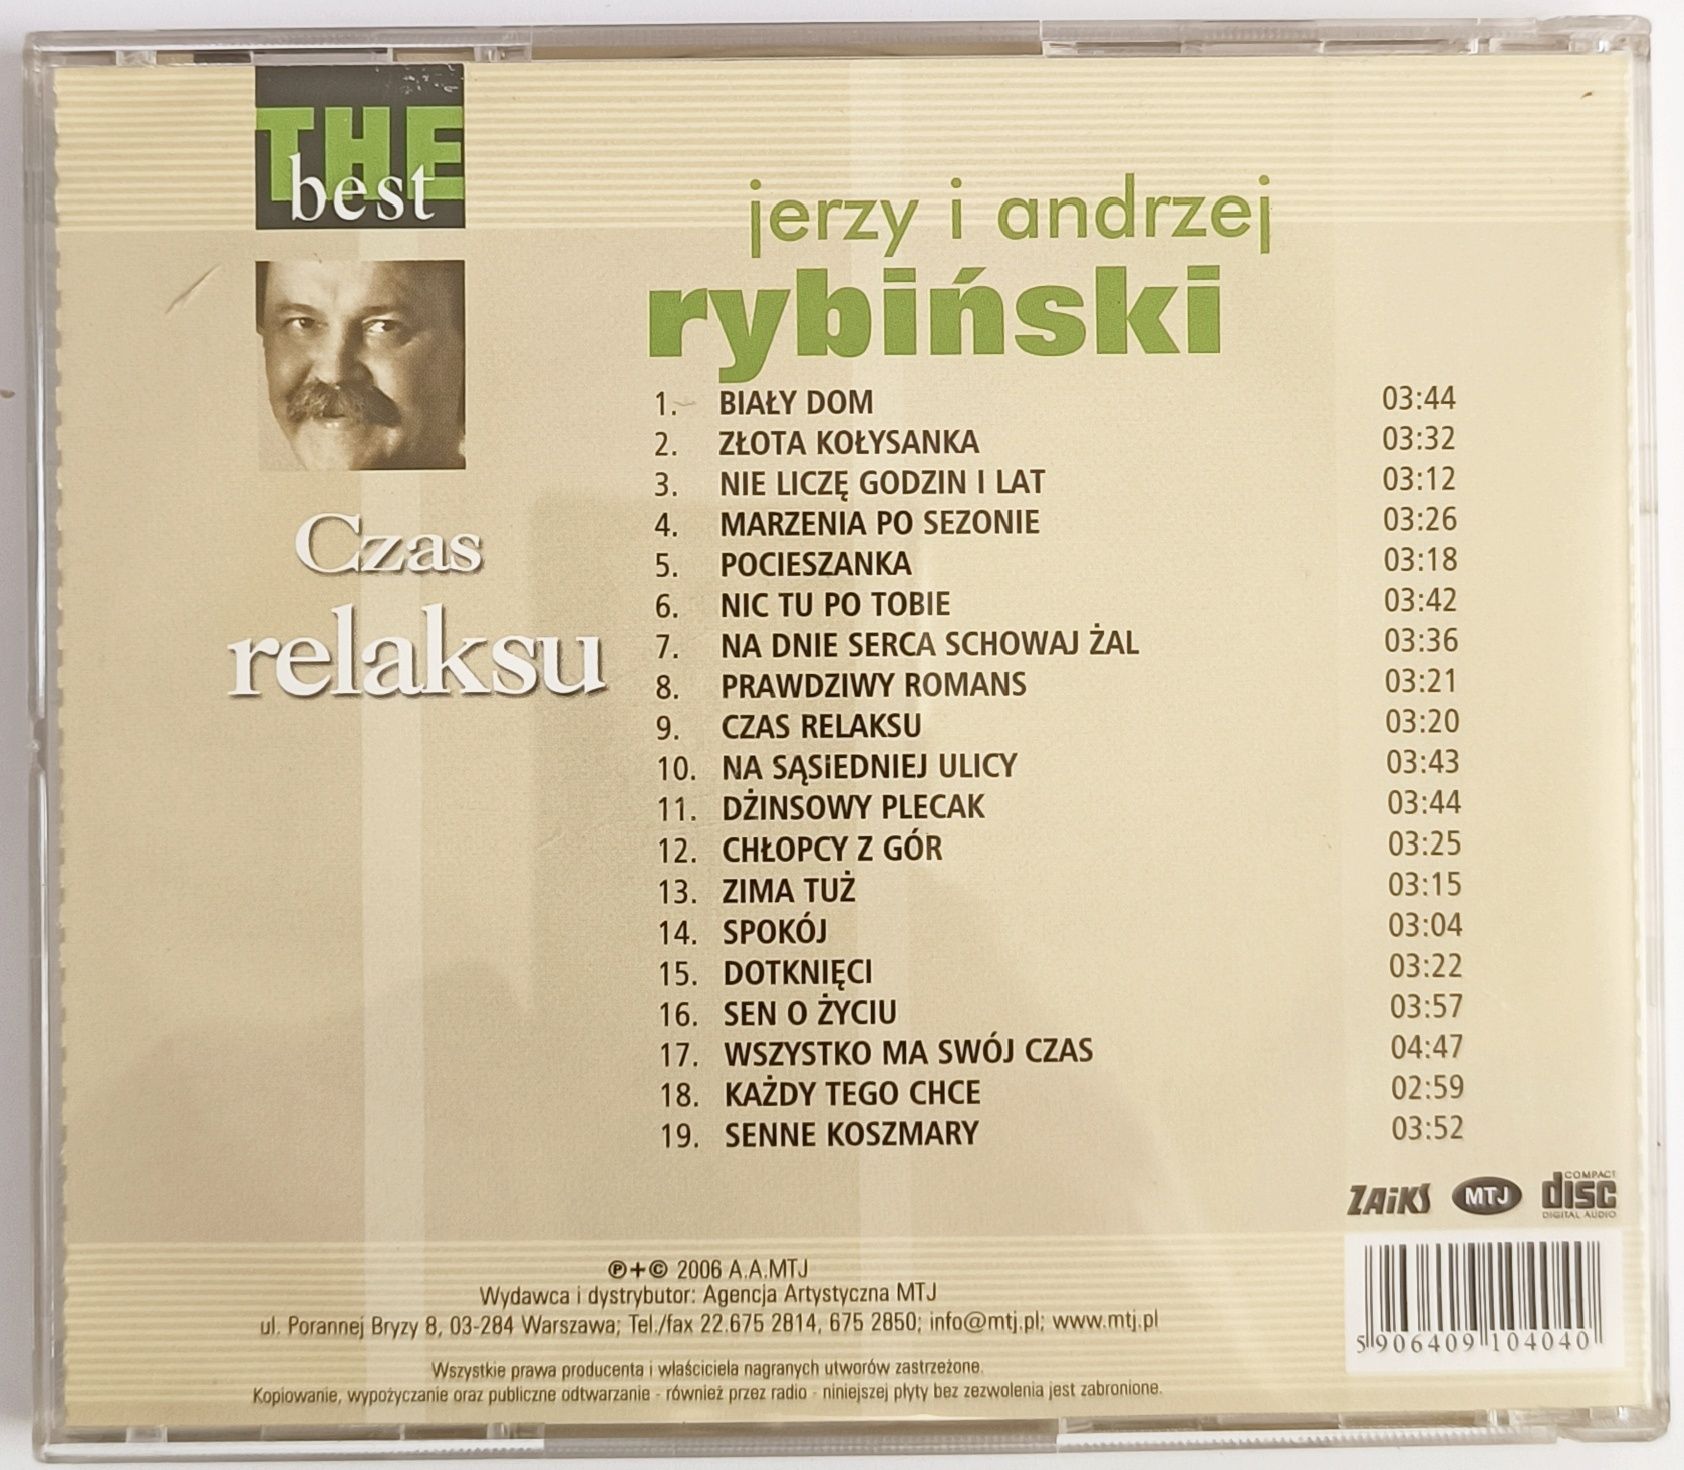 THE
best
jerzy i andrzej
rybiński
Czas
relaksu
1. BIAŁY DOM 03:44
2. ZŁOTA KOŁYSANKA 03:32
3. NIE LICZĘ GODZIN I LAT 03:12
4. MARZENIA PO SEZONIE 03:26
5. POCIESZANKA 03:18
6. NIC TU PO TOBIE 03:42
7. NA DNIE SERCA SCHOWAJ ŻAL 03:36
8. PRAWDZIWY ROMANS 03:21
9. CZAS RELAKSU 03:20
10. NA SĄSiEDNIEJ ULICY 03:43
11. DŻINSOWY PLECAK 03:44
12. CHŁOPCY Z GÓR 03:25
13. ZIMA TUŻ 03:15
14. SPOKÓJ 03:04
15. DOTKNIĘCI 03:22
16. SEN O ŻYCIU 03:57
17. WSZYSTKO MA SWÓJ CZAS 04:47
18. KAŻDY TEGO CHCE 02:59
19. SENNE KOSZMARY 03:52
ZAiKS MTJ COMPACT disc DIGITAL AUDIO
℗+© 2006 A.A.MTJ
Wydawca i dystrybutor: Agencja Artystyczna MTJ
ul. Porannej Bryzy 8, 03-284 Warszawa; Tel./fax 22.675 2814, 675 2850; info@mtj.pl; www.mtj.pl
5 906409 104040
Wszystkie prawa producenta i właściciela nagranych utworów zastrzeżone.
Kopiowanie, wypożyczanie oraz publiczne odtwarzanie - również przez radio - niniejszej płyty bez zezwolenia jest zabronione.